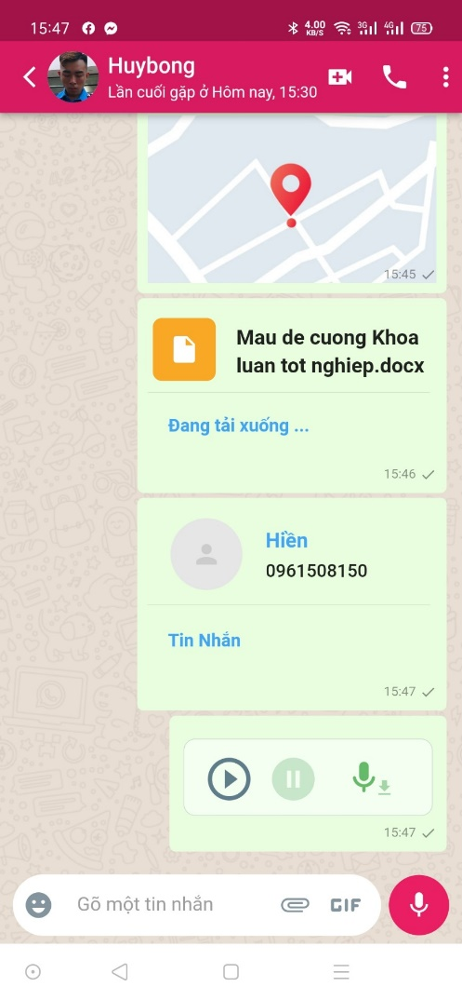 15:47
4.00
KB/S
3G
4G
75
Huybong
Lần cuối gặp ở Hôm nay, 15:30
15:45
Mau de cuong Khoa
luan tot nghiep.docx
Đang tải xuống ...
15:46
Hiền
0961508150
Tin Nhắn
15:47
15:47
Gõ một tin nhắn
GIF